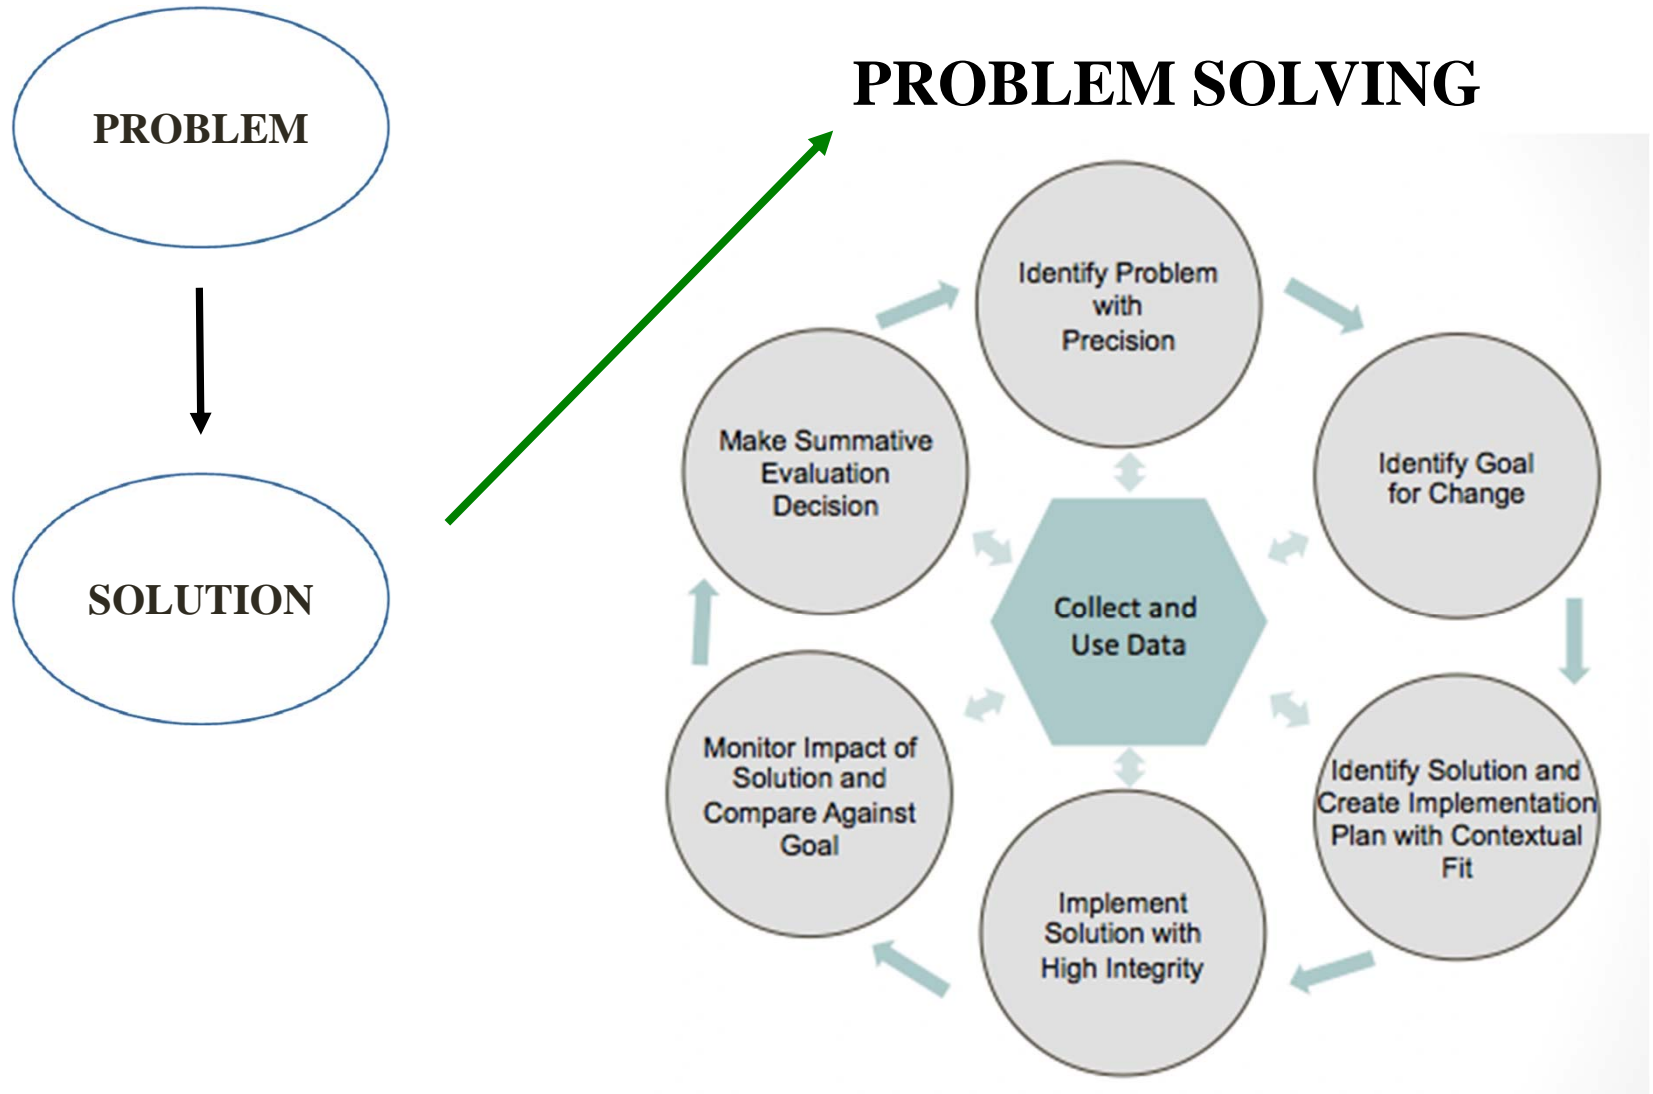 PROBLEM
SOLUTION
PROBLEM SOLVING
Identify Problem
with
Precision
Identify Goal
for Change
Identify Solution and
Create Implementation
Plan with Contextual
Fit
Implement
Solution with
High Integrity
Monitor Impact of
Solution and
Compare Against
Goal
Make Summative
Evaluation
Decision
Collect and
Use Data